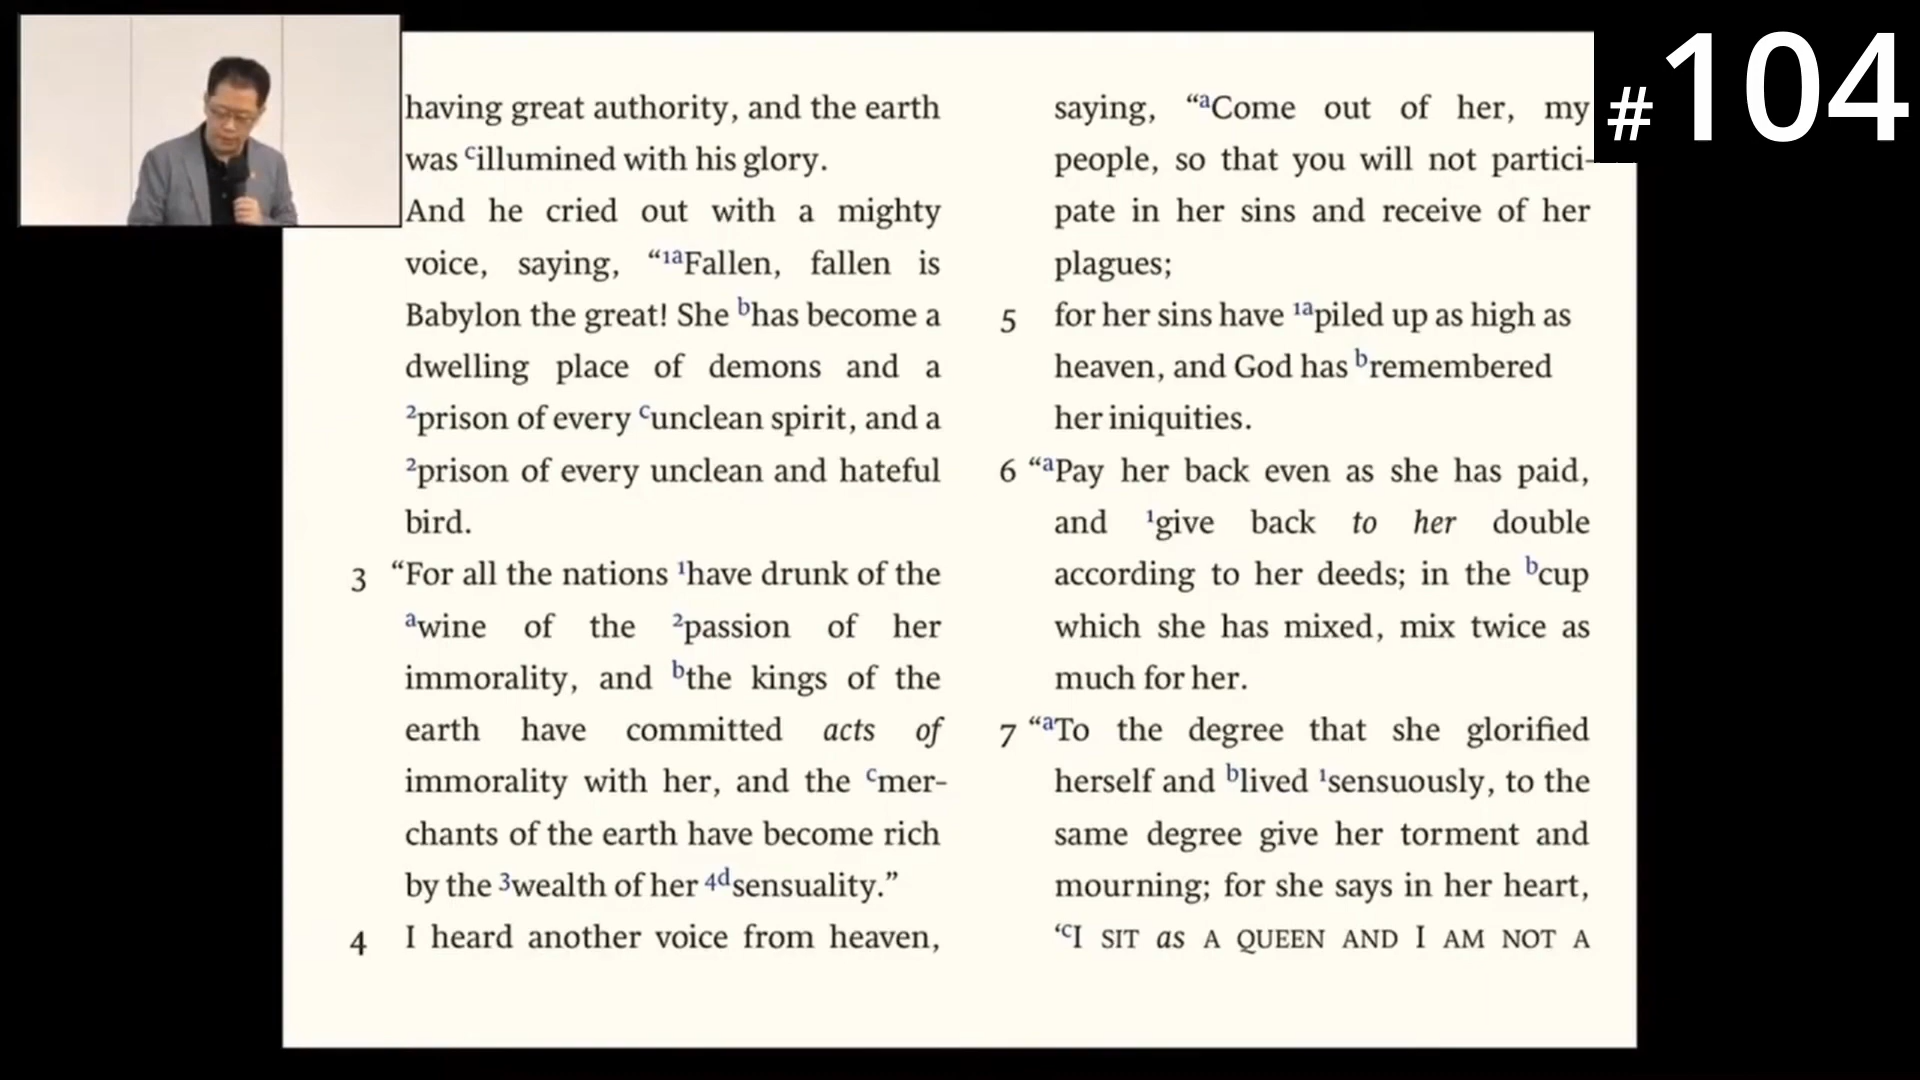 #104
having great authority, and the earth
was cillumined with his glory.
And he cried out with a mighty
voice, saying, “1aFallen, fallen is
Babylon the great! She bhas become a
dwelling place of demons and a
2prison of every cunclean spirit, and a
2prison of every unclean and hateful
bird.
3 “For all the nations 1have drunk of the
awine of the 2passion of her
immorality, and bthe kings of the
earth have committed acts of
immorality with her, and the cmer-
chants of the earth have become rich
by the 3wealth of her 4dsensuality.”
4 I heard another voice from heaven,
saying, “aCome out of her, my
people, so that you will not partici-
pate in her sins and receive of her
plagues;
5 for her sins have 1apiled up as high as
heaven, and God has bremembered
her iniquities.
6 “aPay her back even as she has paid,
and 1give back to her double
according to her deeds; in the bcup
which she has mixed, mix twice as
much for her.
7 “aTo the degree that she glorified
herself and blived 1sensuously, to the
same degree give her torment and
mourning; for she says in her heart,
‘cI SIT as A QUEEN AND I AM NOT A